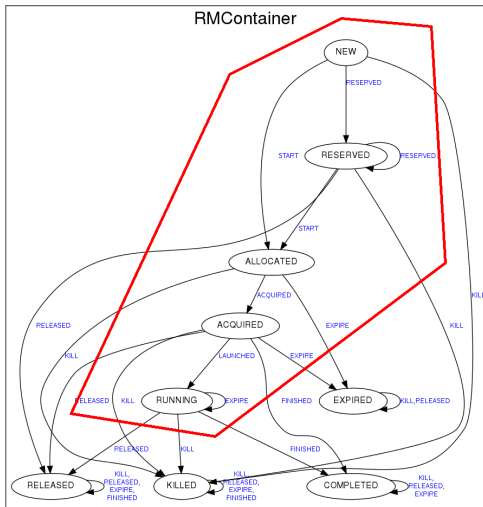 RMContainer
NEW
RESERVED
RESERVED
RESERVED
START
START
ALLOCATED
ACQUIRED
KILL
RELEASED
ACQUIRED
EXPIRE
KILL
KILL
LAUNCHED
EXPIRE
RELEASED
KILL
RUNNING
EXPIRE
FINISHED
EXPIRED
KILL,RELEASED
RELEASED
KILL
FINISHED
RELEASED
KILL,
RELEASED,
EXPIRE,
FINISHED
KILLED
KILL,
RELEASED,
EXPIRE,
FINISHED
COMPLETED
KILL,
RELEASED,
EXPIRE